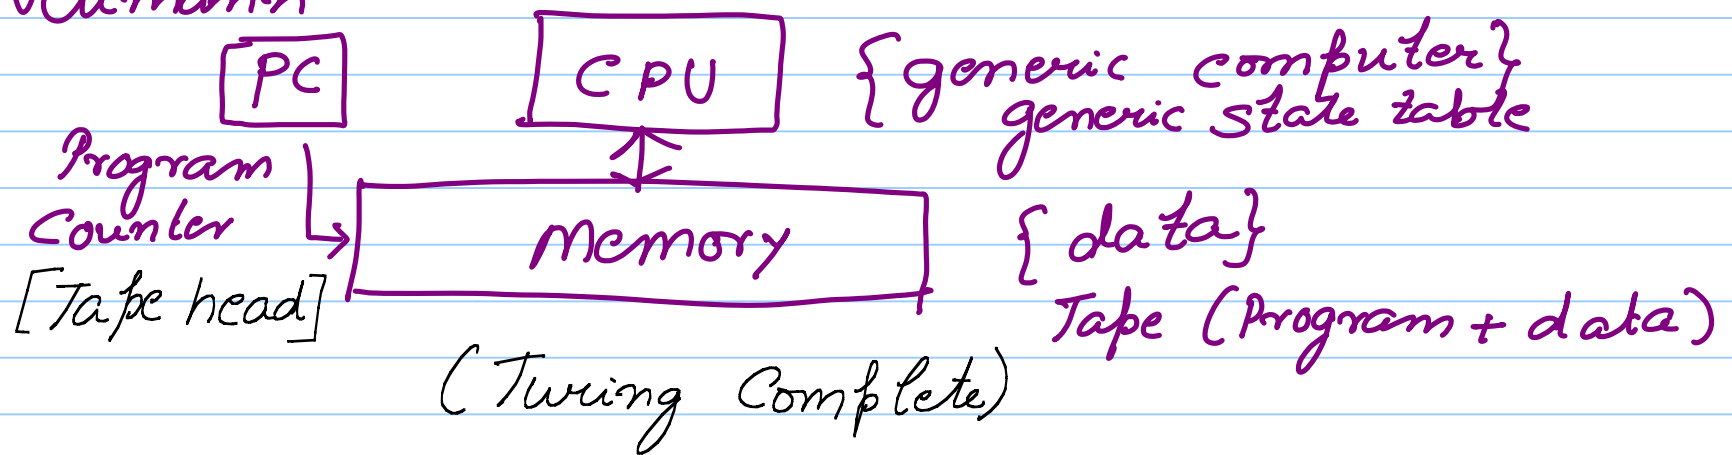 PC
CPU
{generic computer}
generic state table
Program
Counter
[Tape head]
Memory
{data}
Tape (Program + data)
(Turing Complete)